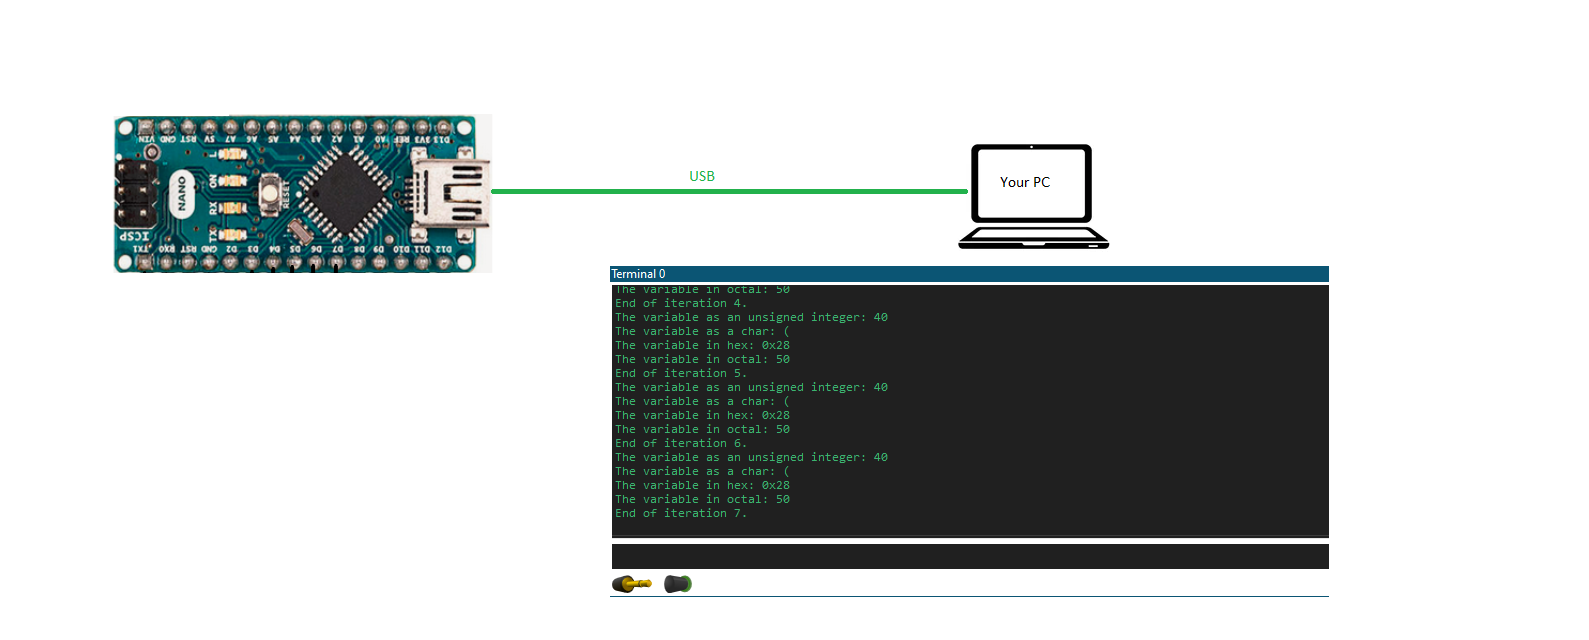 VIN GND RST 5V A7 A6 A5 A4 A3 A2 A1 A0 REF 3V3 D13
L
ON
RX
TX
NANO
RESET
ICSP
TX1 RX0 RST GND D2 D3 D4 D5 D6 D7 D8 D9 D10 D11 D12
USB
Your PC
Terminal 0
The variable in octal: 50
End of iteration 4.
The variable as an unsigned integer: 40
The variable as a char: (
The variable in hex: 0x28
The variable in octal: 50
End of iteration 5.
The variable as an unsigned integer: 40
The variable as a char: (
The variable in hex: 0x28
The variable in octal: 50
End of iteration 6.
The variable as an unsigned integer: 40
The variable as a char: (
The variable in hex: 0x28
The variable in octal: 50
End of iteration 7.